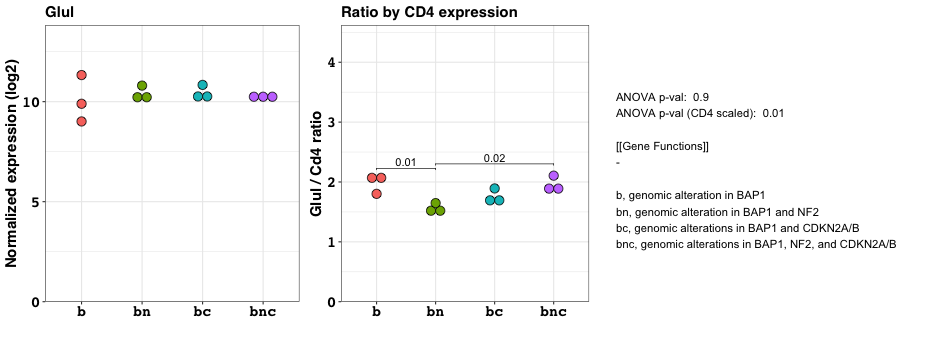 Glul
Normalized expression (log2)
10
5
0
b bn bc bnc
Ratio by CD4 expression
Glul / Cd4 ratio
4
3
2
1
0
0.01
0.02
b bn bc bnc
ANOVA p-val: 0.9
ANOVA p-val (CD4 scaled): 0.01
[[Gene Functions]]
-
b, genomic alteration in BAP1
bn, genomic alteration in BAP1 and NF2
bc, genomic alterations in BAP1 and CDKN2A/B
bnc, genomic alterations in BAP1, NF2, and CDKN2A/B